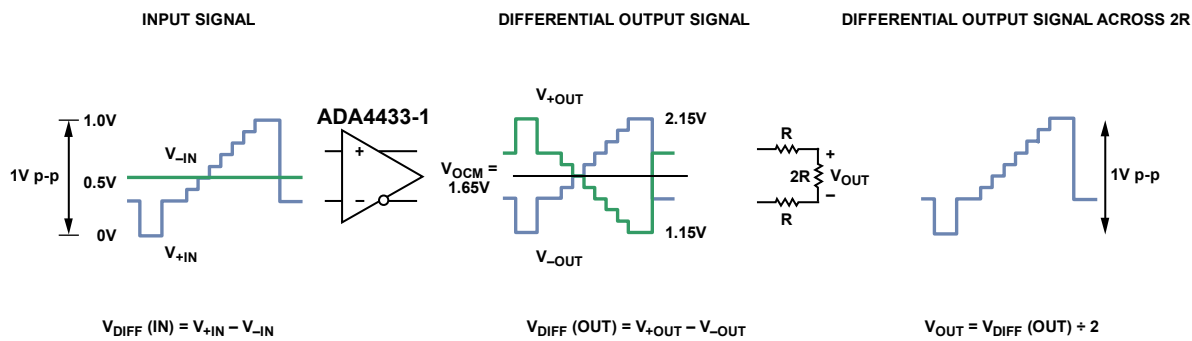 INPUT SIGNAL
DIFFERENTIAL OUTPUT SIGNAL
DIFFERENTIAL OUTPUT SIGNAL ACROSS 2R
1V p-p
1.0V
0.5V
0V
V–IN
V+IN
ADA4433-1
+
–
V+OUT
VOCM =
1.65V
2.15V
1.15V
V–OUT
R
+
2R
VOUT
–
R
1V p-p
VDIFF (IN) = V+IN – V–IN
VDIFF (OUT) = V+OUT – V–OUT
VOUT = VDIFF (OUT) ÷ 2